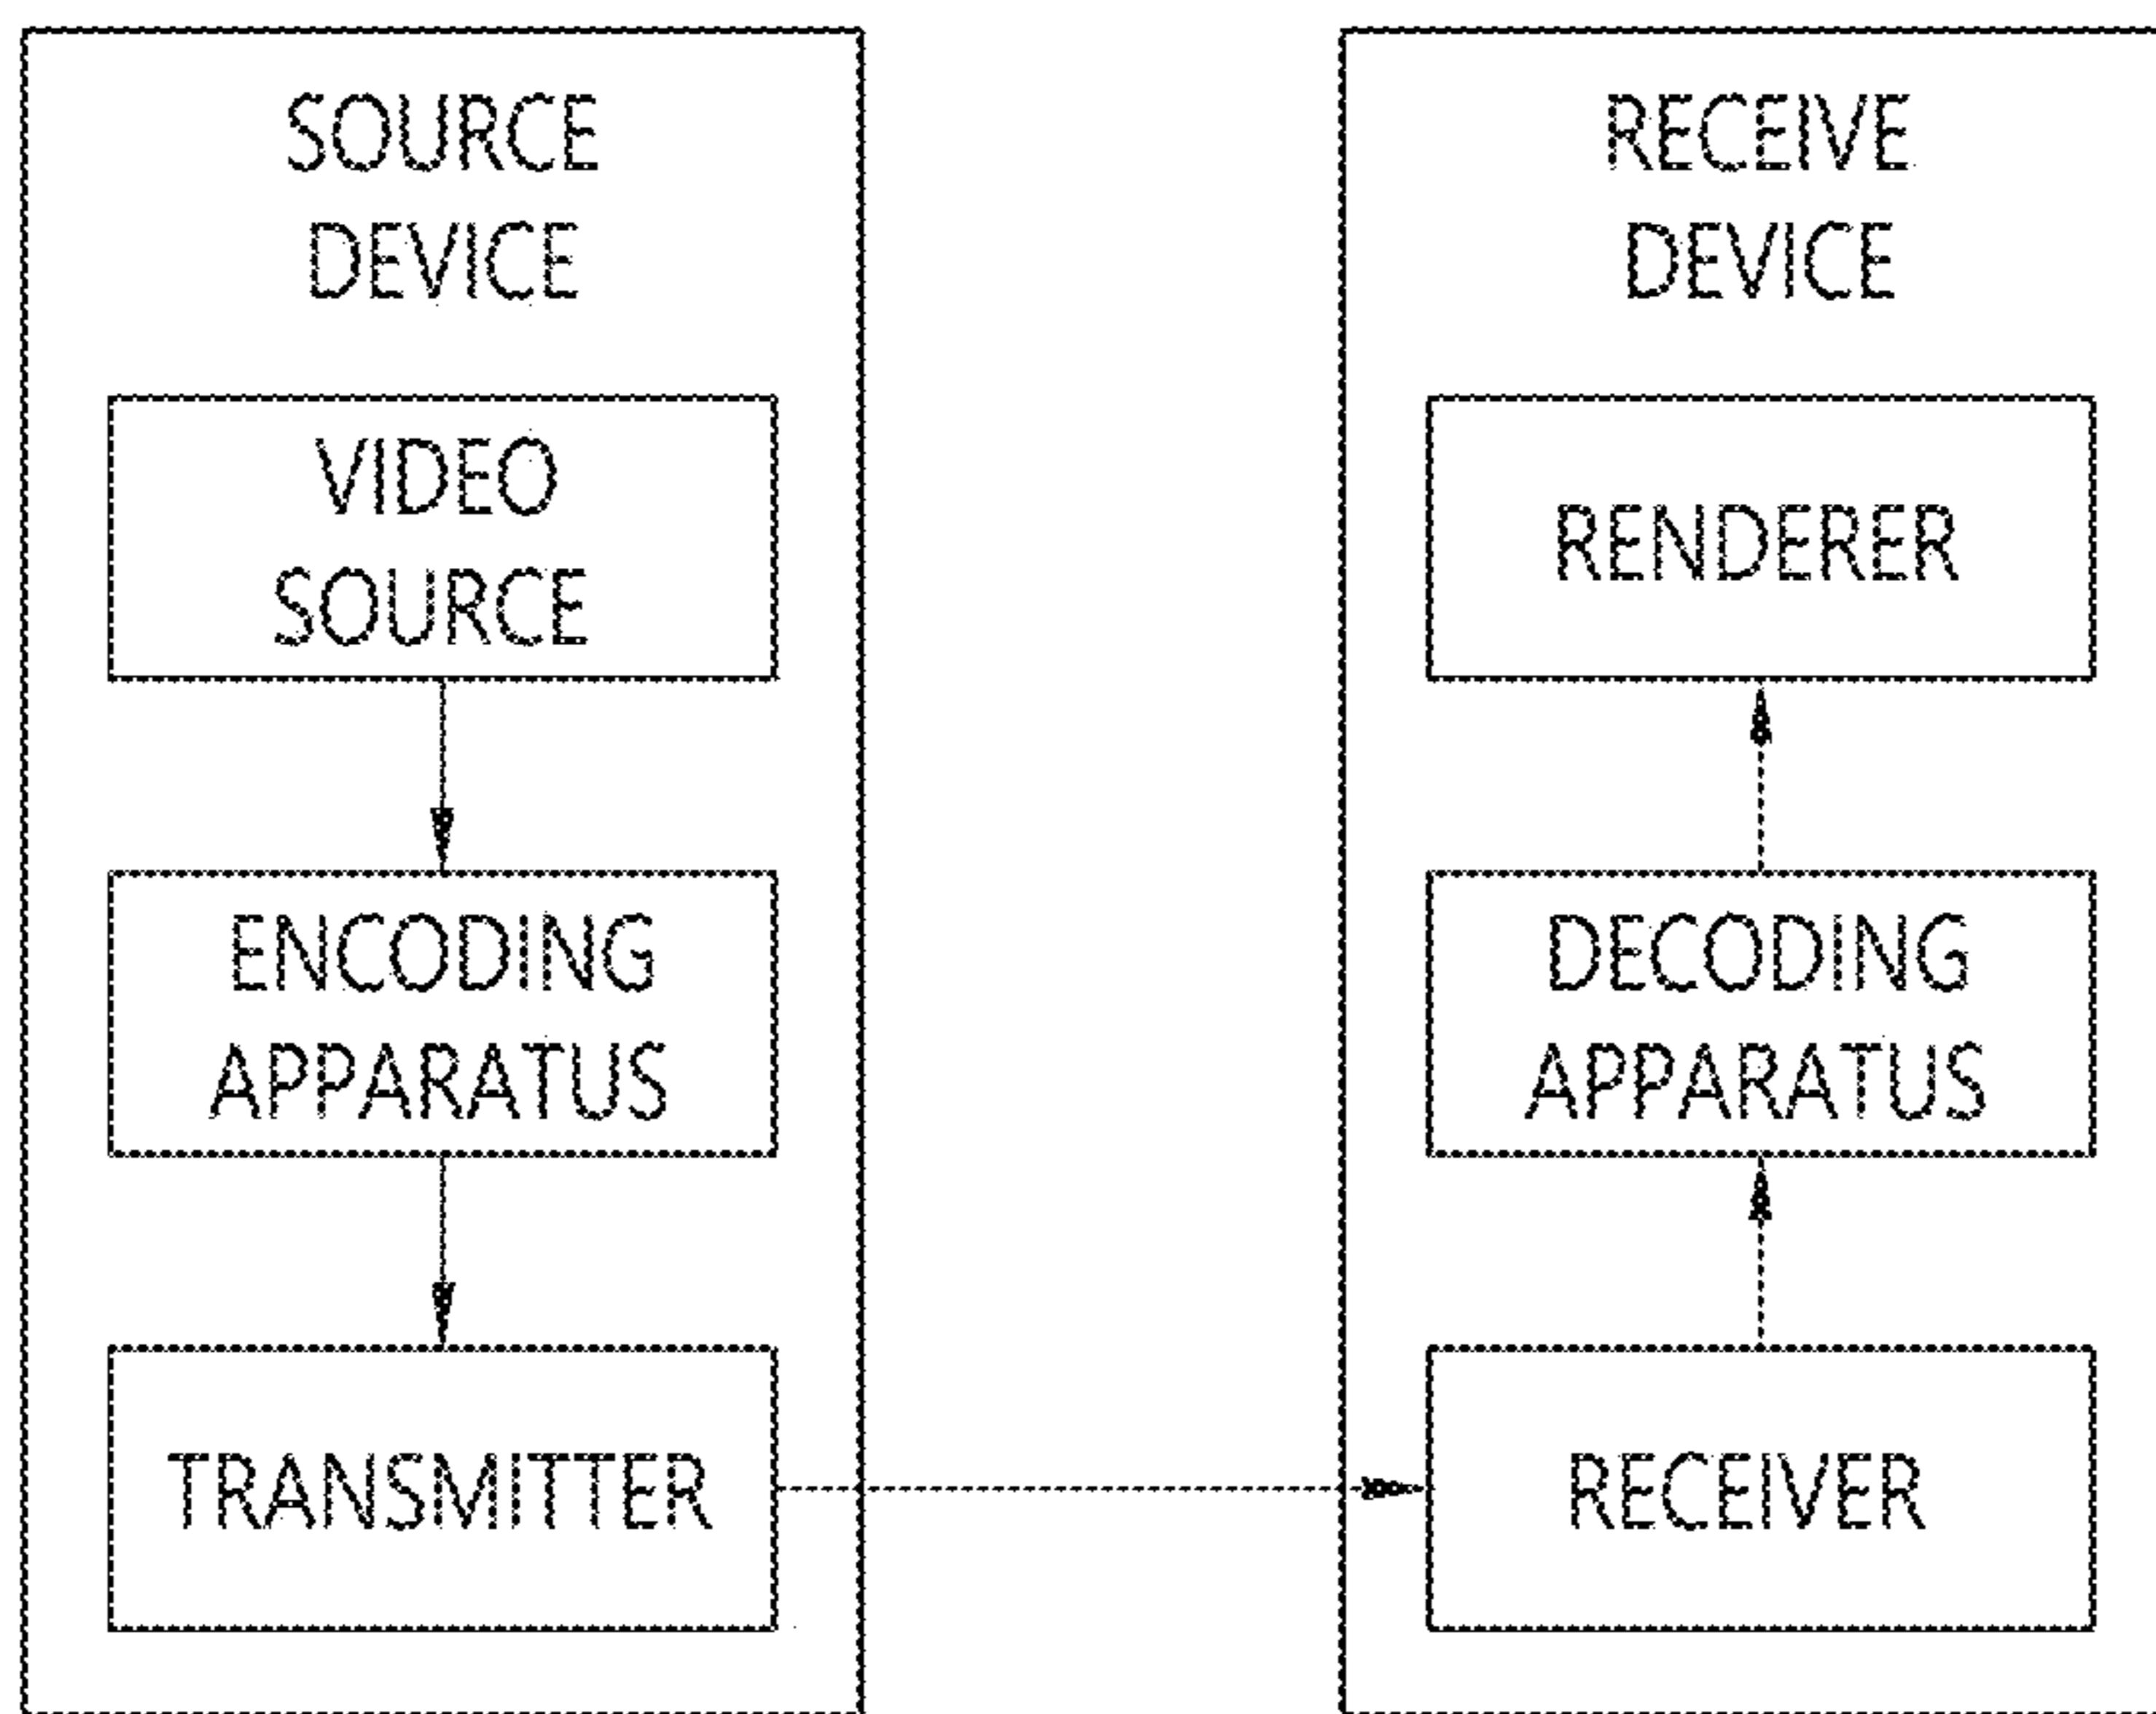 SOURCE
DEVICE
VIDEO
SOURCE
ENCODING
APPARATUS
TRANSMITTER
RECEIVE
DEVICE
RENDERER
DECODING
APPARATUS
RECEIVER